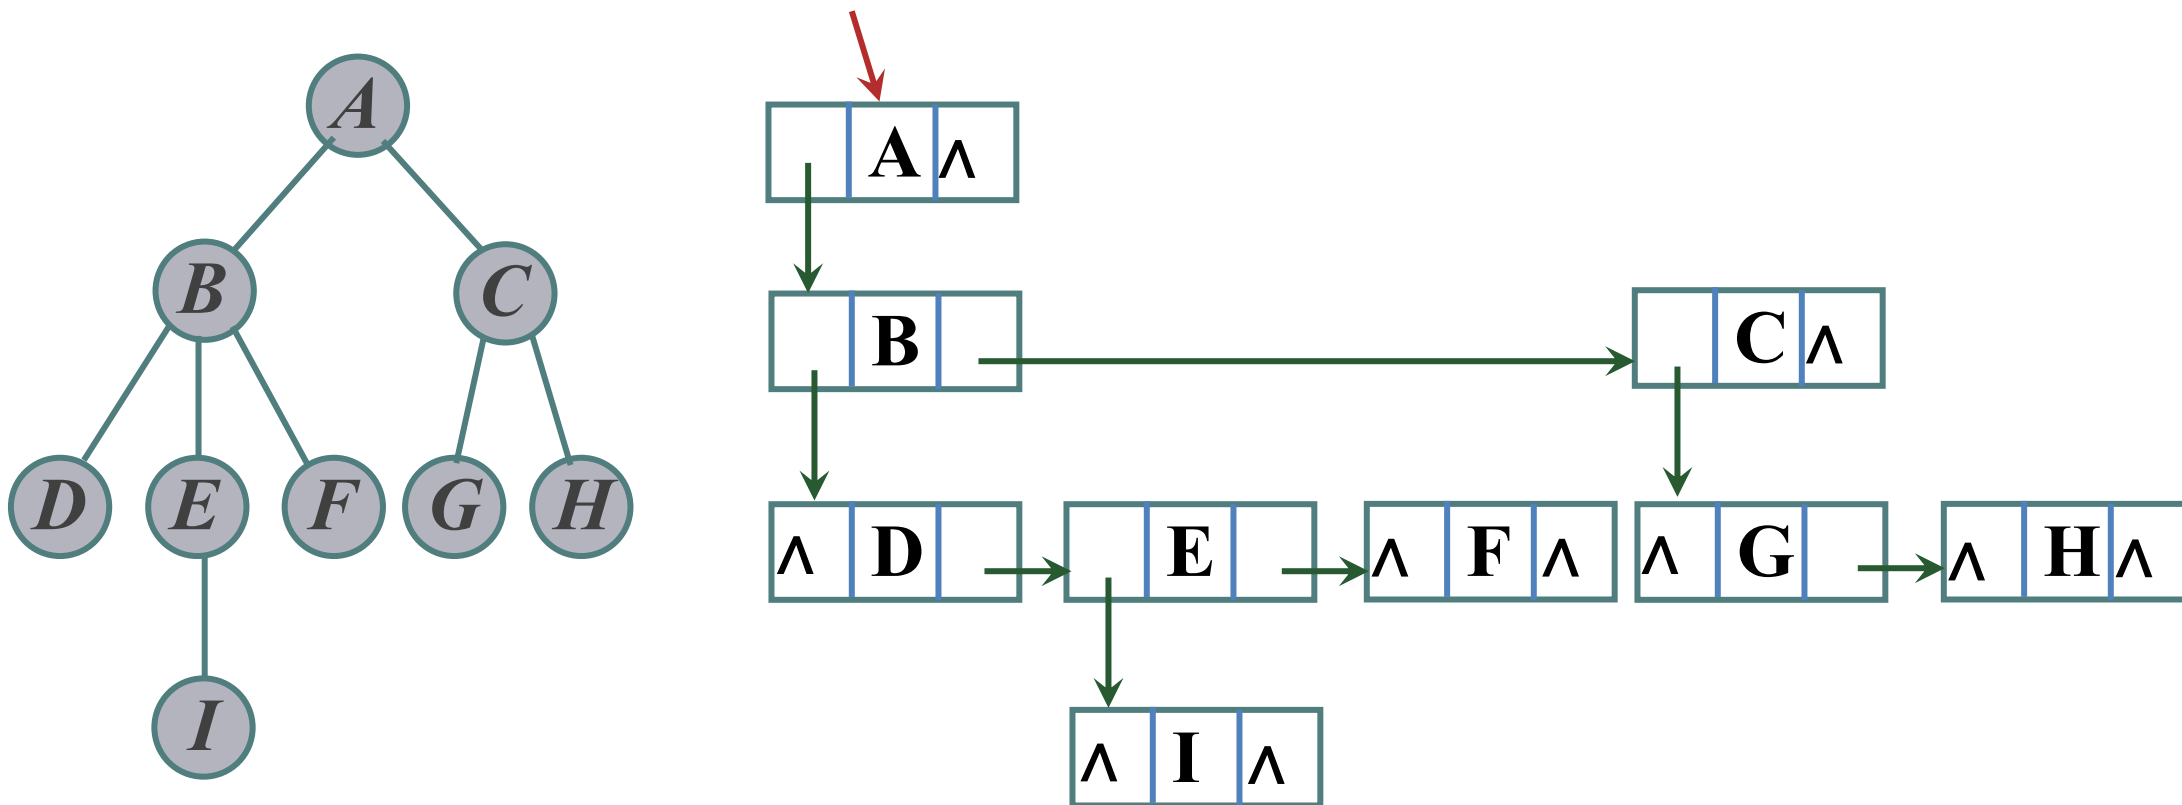 A
B C
D E F G H
I
A ∧
B
C ∧
∧ D
E
∧ F ∧
∧ G
∧ H ∧
∧ I ∧